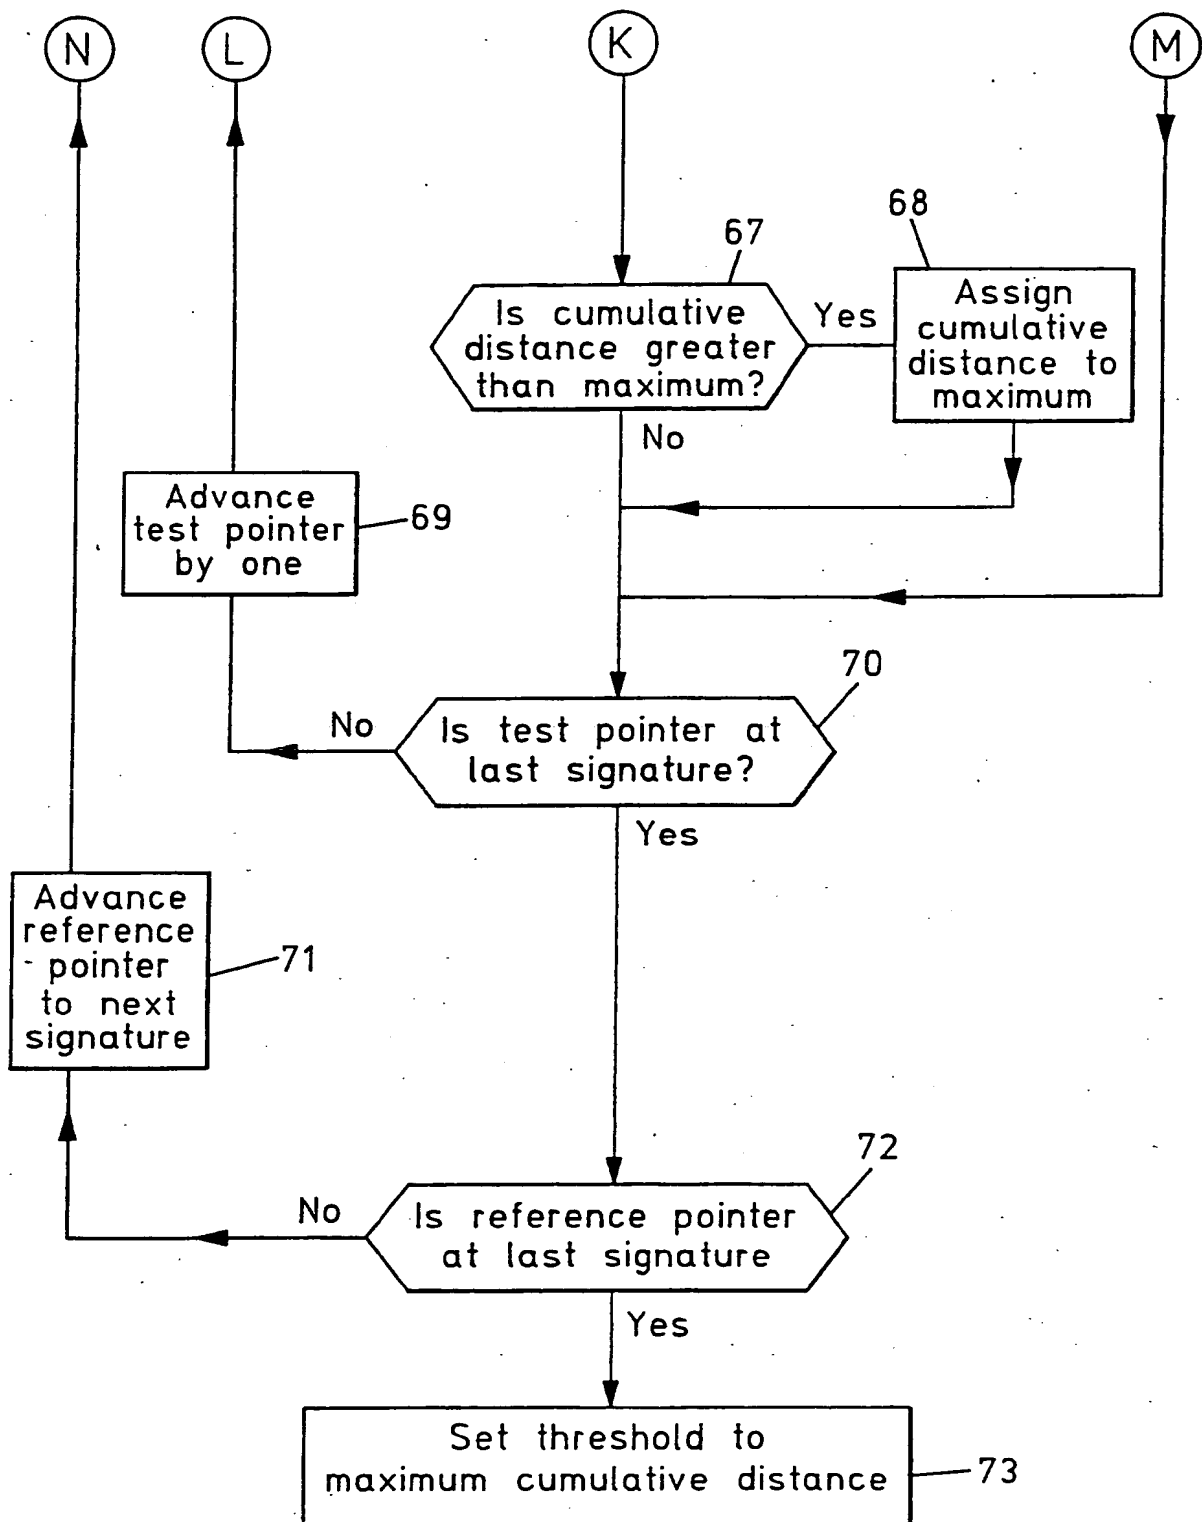 N
L
K
M
67
68
Is cumulative
distance greater
than maximum?
Yes
Assign
cumulative
distance to
maximum
No
Advance
test pointer
by one
69
70
No
Is test pointer at
last signature?
Yes
Advance
reference
pointer
to next
signature
71
72
No
Is reference pointer
at last signature
Yes
Set threshold to
maximum cumulative distance
73